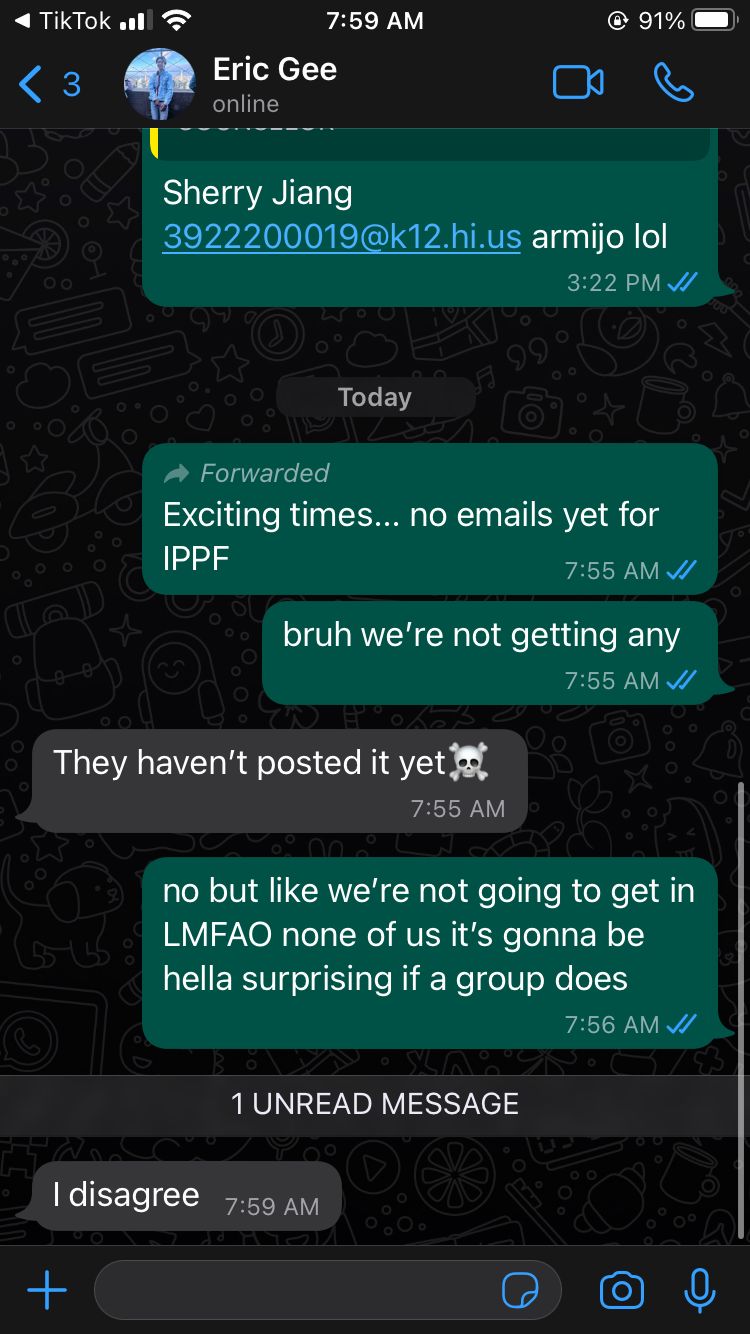 TikTok 7:59 AM 91%
3 Eric Gee
online
COUNSELOR
Sherry Jiang
3922200019@k12.hi.us armijo lol
3:22 PM
Today
Forwarded
Exciting times... no emails yet for
IPPF
7:55 AM
bruh we're not getting any
7:55 AM
They haven't posted it yet☠️
7:55 AM
no but like we're not going to get in
LMFAO none of us it's gonna be
hella surprising if a group does
7:56 AM
1 UNREAD MESSAGE
I disagree 7:59 AM